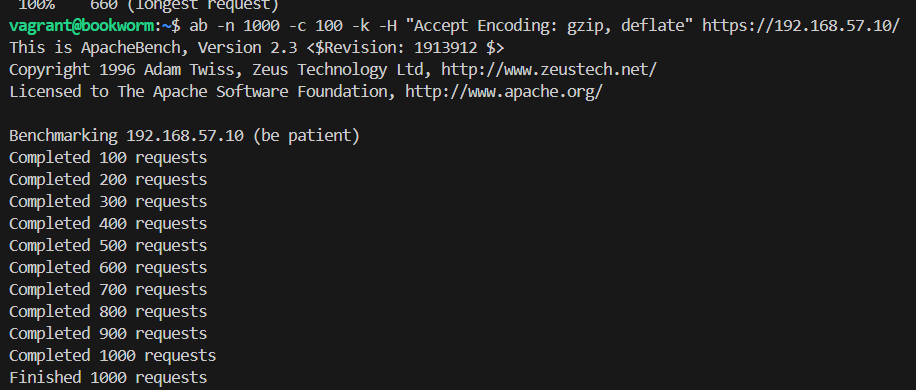 100%    660 (longest request)
vagrant@bookworm:~$ ab -n 1000 -c 100 -k -H "Accept Encoding: gzip, deflate" https://192.168.57.10/
This is ApacheBench, Version 2.3 <$Revision: 1913912 $>
Copyright 1996 Adam Twiss, Zeus Technology Ltd, http://www.zeustech.net/
Licensed to The Apache Software Foundation, http://www.apache.org/

Benchmarking 192.168.57.10 (be patient)
Completed 100 requests
Completed 200 requests
Completed 300 requests
Completed 400 requests
Completed 500 requests
Completed 600 requests
Completed 700 requests
Completed 800 requests
Completed 900 requests
Completed 1000 requests
Finished 1000 requests